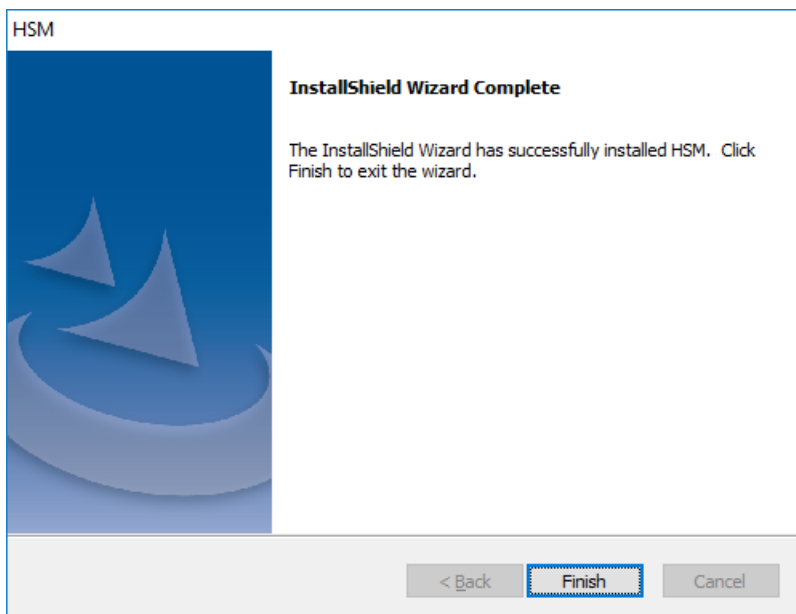 HSM
InstallShield Wizard Complete
The InstallShield Wizard has successfully installed HSM. Click
Finish to exit the wizard.
< Back
Finish
Cancel